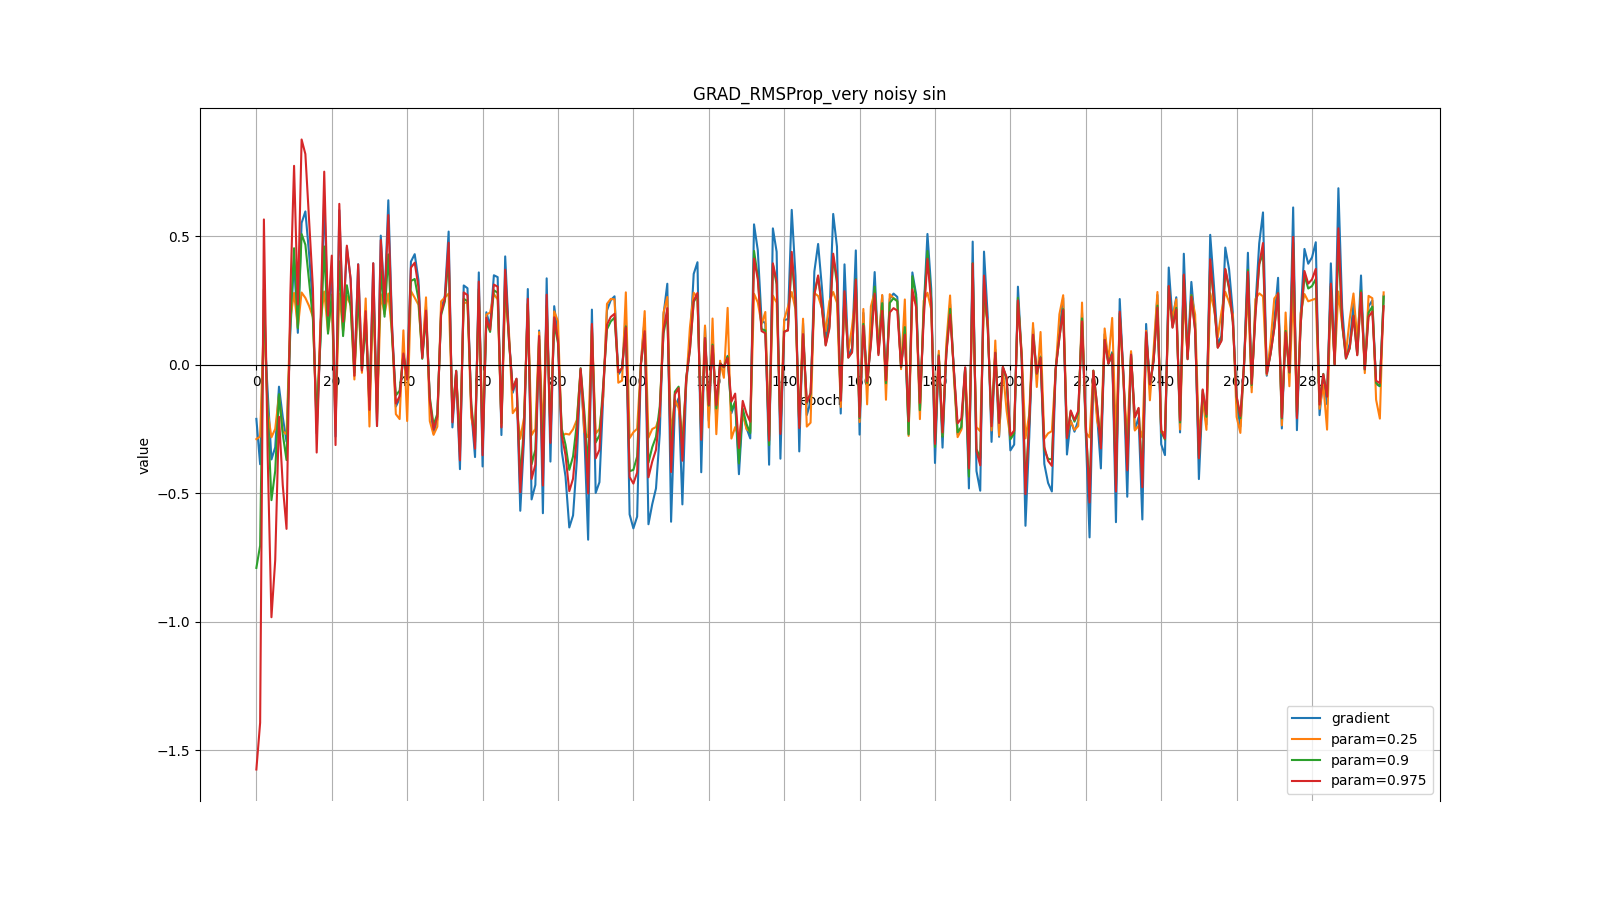 GRAD_RMSProp_very noisy sin
value
0.5
0.0
−0.5
−1.0
−1.5
0 20 40 60 80 100 120 140 160 180 200 220 240 260 280
epoch
gradient
param=0.25
param=0.9
param=0.975